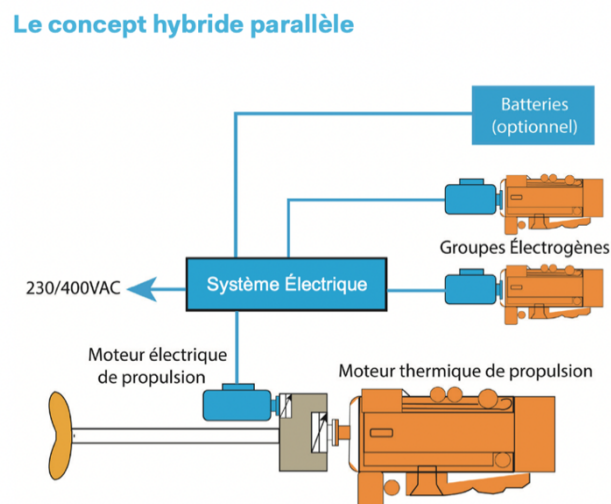 Le concept hybride parallèle
Batteries
(optionnel)
Groupes Électrogènes
230/400VAC
Système Électrique
Moteur électrique
de propulsion
Moteur thermique de propulsion